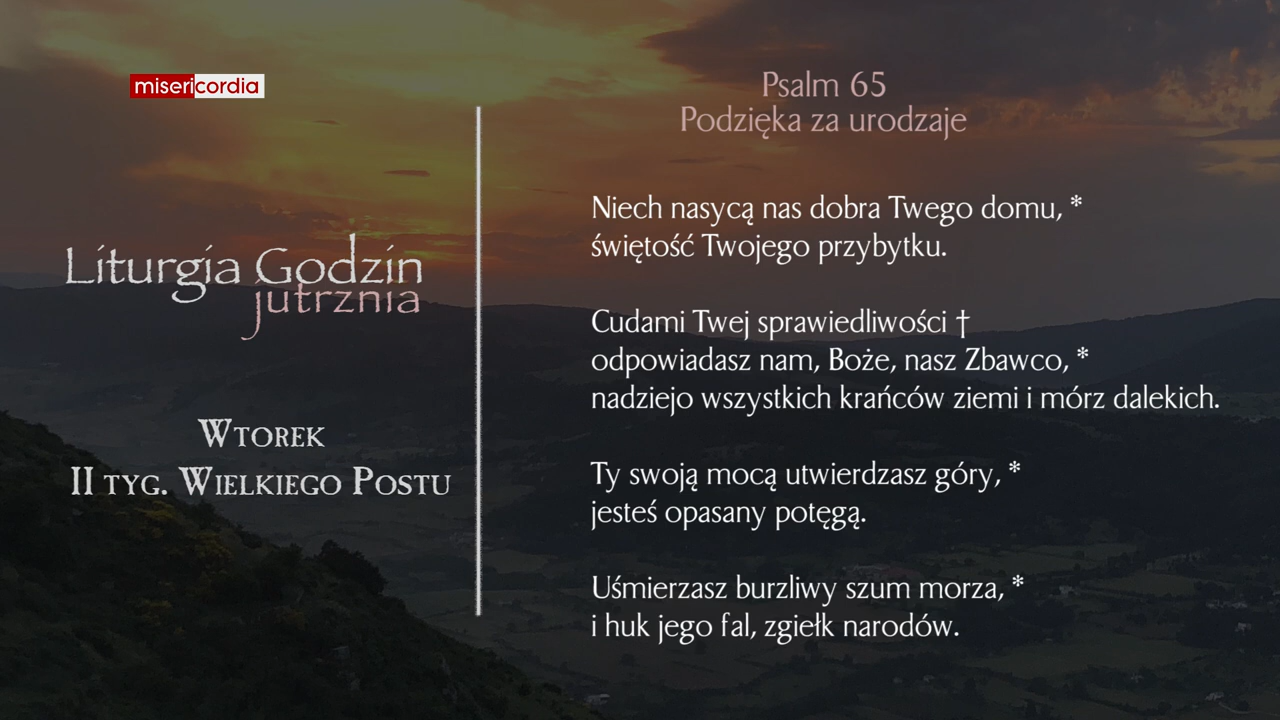 misericordia
Liturgia Godzin
jutrznia
Wtorek
II tyg. Wielkiego Postu
Psalm 65
Podzięka za urodzaje
Niech nasycą nas dobra Twego domu, *
świętość Twojego przybytku.
Cudami Twej sprawiedliwości †
odpowiadasz nam, Boże, nasz Zbawco, *
nadziejo wszystkich krańców ziemi i mórz dalekich.
Ty swoją mocą utwierdzasz góry, *
jesteś opasany potęgą.
Uśmierzasz burzliwy szum morza, *
i huk jego fal, zgiełk narodów.